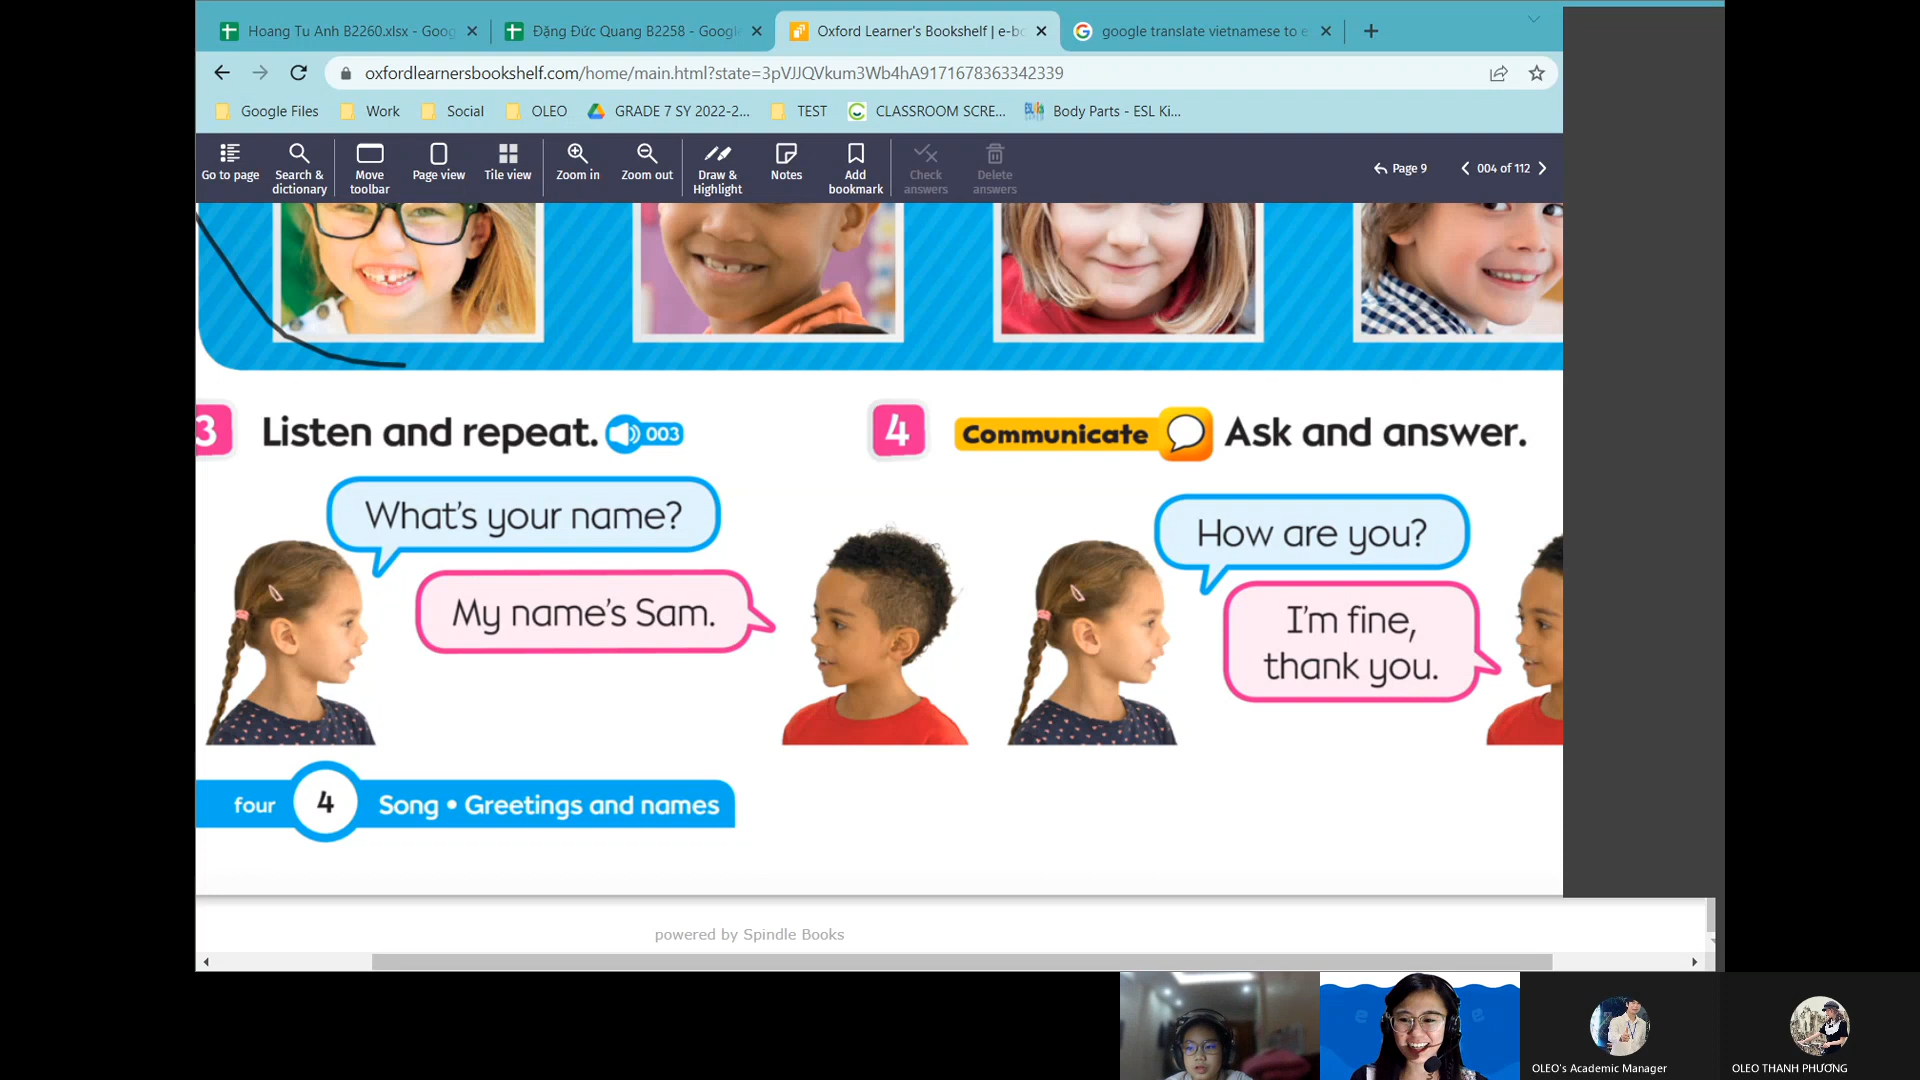 Hoang Tu Anh B2260.xlsx - Goog
Đặng Đức Quang B2258 - Googl
Oxford Learner's Bookshelf | e-bo
google translate vietnamese to e
oxfordlearnersbookshelf.com/home/main.html?state=3pVJJQVkum3Wb4hA9171678363342339
Google Files
Work
Social
OLEO
GRADE 7 SY 2022-2...
TEST
CLASSROOM SCRE...
Body Parts - ESL Ki...
Go to page
Search & dictionary
Move toolbar
Page view
Tile view
Zoom in
Zoom out
Draw & Highlight
Notes
Add bookmark
Check answers
Delete answers
Page 9
004 of 112
3 Listen and repeat. 003
What's your name?
My name's Sam.
4 Communicate Ask and answer.
How are you?
I'm fine,
thank you.
four 4 Song • Greetings and names
powered by Spindle Books
OLEO's Academic Manager
OLEO THANH PHƯƠNG